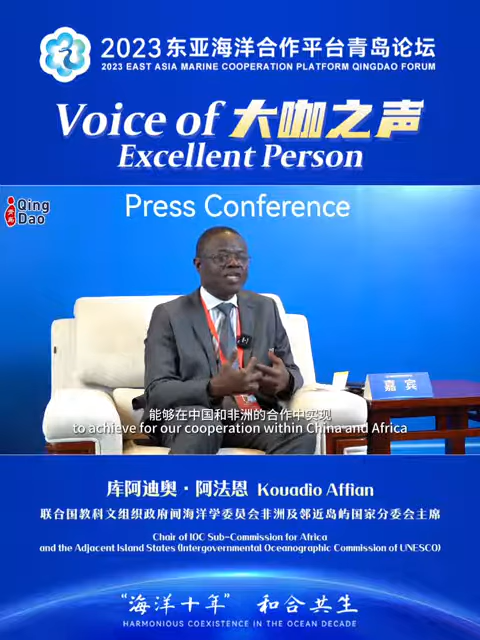 2023东亚海洋合作平台青岛论坛
2023 EAST ASIA MARINE COOPERATION PLATFORM QINGDAO FORUM
Voice of 大咖之声
Excellent Person
Qing
Dao
Press Conference
嘉宾
能够在中国和非洲的合作中实现
to achieve for our cooperation within China and Africa
库阿迪奥·阿法恩 Kouadio Affian
联合国教科文组织政府间海洋学委员会非洲及邻近岛屿国家分委会主席
Chair of IOC Sub-Commission for Africa
and the Adjacent Island States (Intergovernmental Oceanographic Commission of UNESCO)
“海洋十年” 和合共生
HARMONIOUS COEXISTENCE IN THE OCEAN DECADE